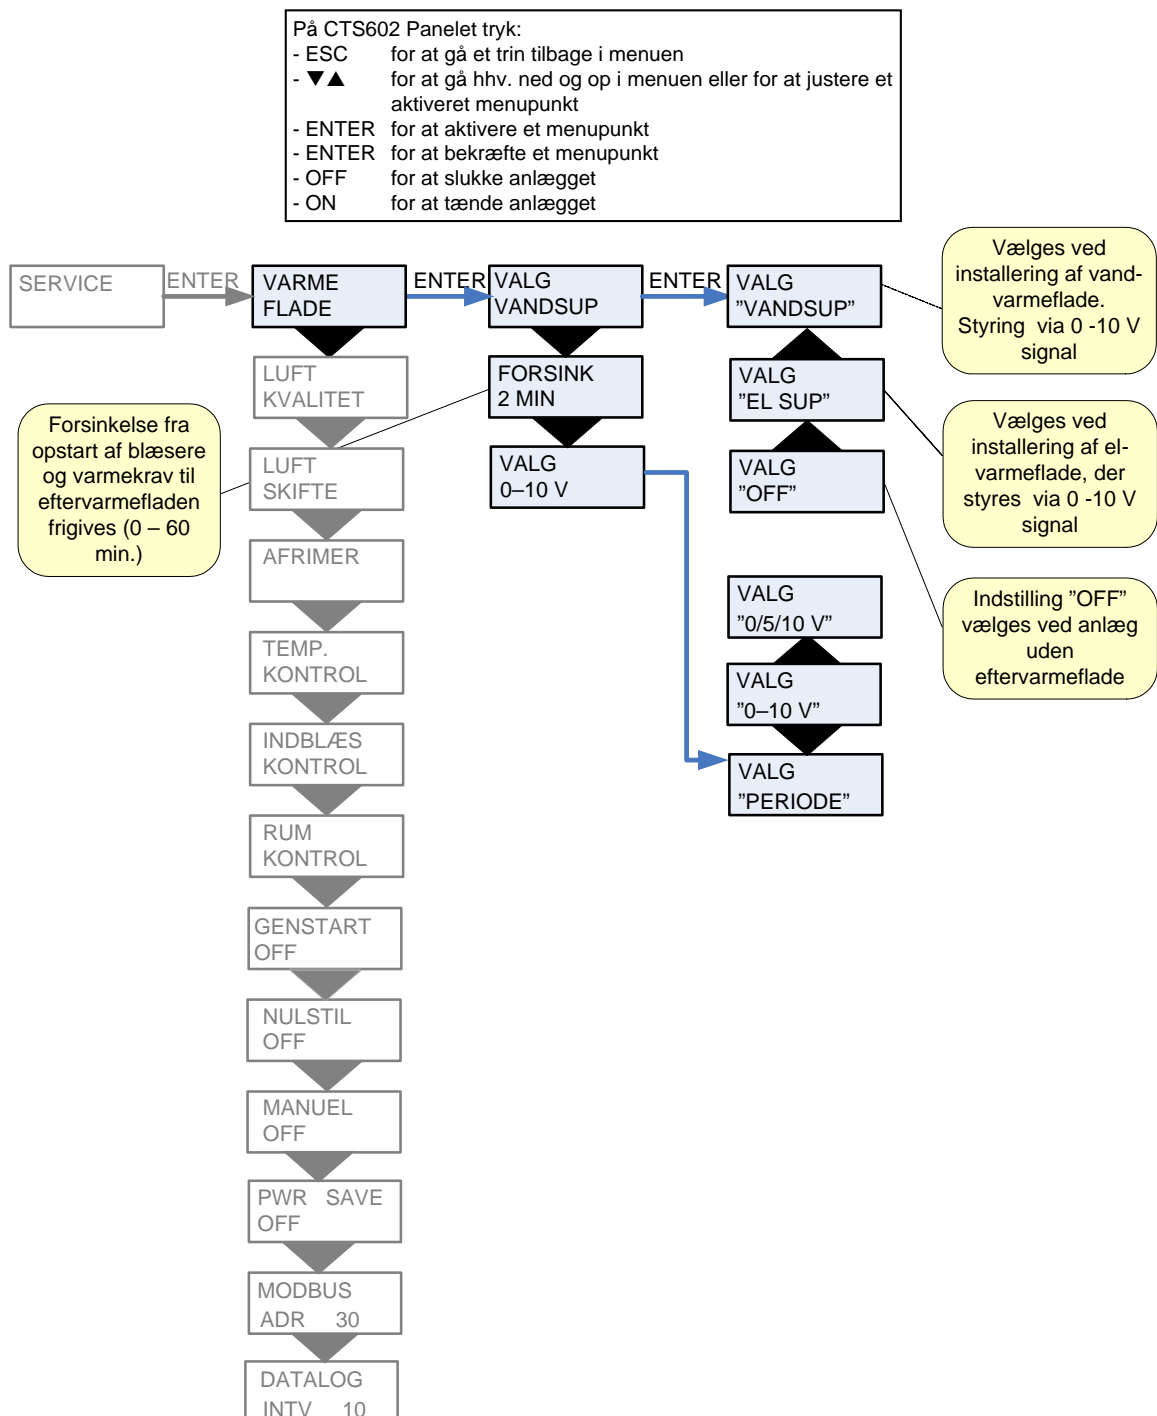 På CTS602 Panelet tryk:
- ESC for at gå et trin tilbage i menuen
- ▼▲ for at gå hhv. ned og op i menuen eller for at justere et
aktiveret menupunkt
- ENTER for at aktivere et menupunkt
- ENTER for at bekræfte et menupunkt
- OFF for at slukke anlægget
- ON for at tænde anlægget
SERVICE
ENTER
VARME
FLADE
ENTER
VALG
VANDSUP
ENTER
VALG
”VANDSUP”
Vælges ved
installering af vand-
varmeflade.
Styring via 0 -10 V
signal
LUFT
KVALITET
FORSINK
2 MIN
VALG
”EL SUP”
Forsinkelse fra
opstart af blæsere
og varmekrav til
eftervarmefladen
frigives (0 – 60
min.)
Vælges ved
installering af el-
varmeflade, der
styres via 0 -10 V
signal
LUFT
SKIFTE
VALG
0–10 V
VALG
”OFF”
AFRIMER
VALG
”0/5/10 V”
Indstilling ”OFF”
vælges ved anlæg
uden
eftervarmeflade
TEMP.
KONTROL
VALG
”0–10 V”
INDBLÆS
KONTROL
VALG
”PERIODE”
RUM
KONTROL
GENSTART
OFF
NULSTIL
OFF
MANUEL
OFF
PWR SAVE
OFF
MODBUS
ADR 30
DATALOG
INTV 10